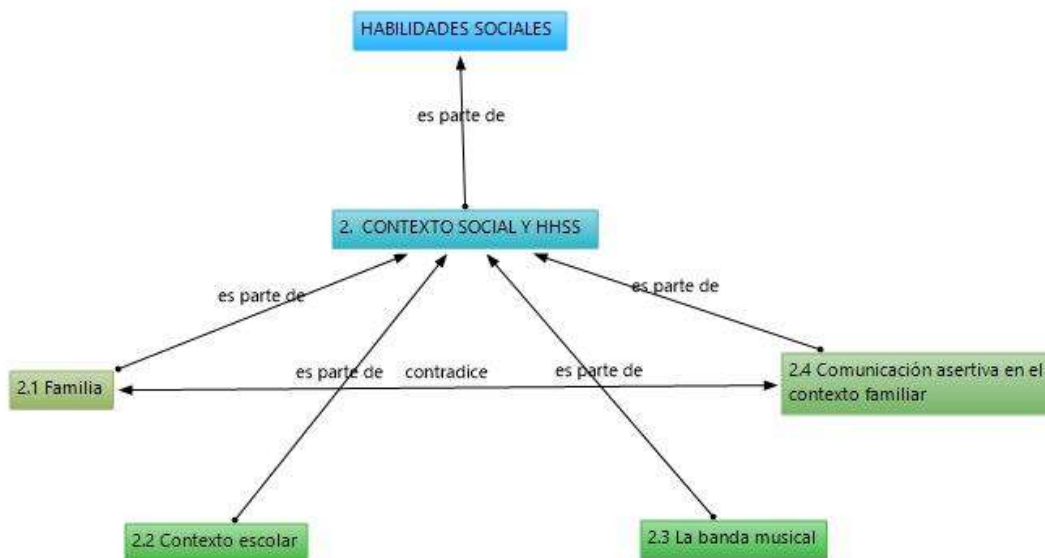 HABILIDADES SOCIALES
es parte de
2. CONTEXTO SOCIAL Y HHSS
es parte de
es parte de
2.1 Familia
es parte de
contradice
es parte de
2.4 Comunicación asertiva en el
contexto familiar
2.2 Contexto escolar
2.3 La banda musical